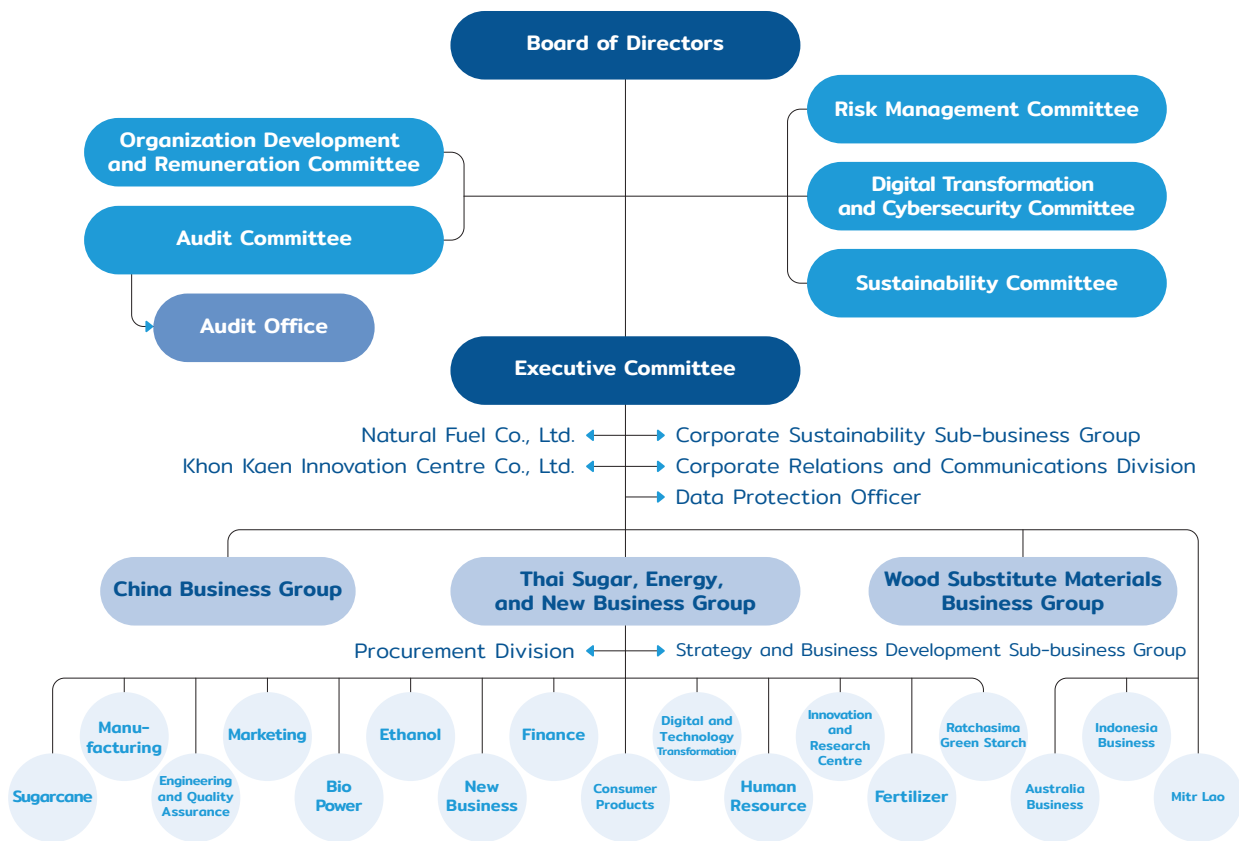 Board of Directors
Risk Management Committee
Organization Development
and Remuneration Committee
Digital Transformation
and Cybersecurity Committee
Audit Committee
Sustainability Committee
Audit Office
Executive Committee
Natural Fuel Co., Ltd.
Corporate Sustainability Sub-business Group
Khon Kaen Innovation Centre Co., Ltd.
Corporate Relations and Communications Division
Data Protection Officer
China Business Group
Thai Sugar, Energy,
and New Business Group
Wood Substitute Materials
Business Group
Procurement Division
Strategy and Business Development Sub-business Group
Sugarcane
Manu-
facturing
Engineering
and Quality
Assurance
Marketing
Bio
Power
Ethanol
New
Business
Finance
Consumer
Products
Digital and
Technology
Transformation
Human
Resource
Innovation
and
Research
Centre
Fertilizer
Ratchasima
Green Starch
Australia
Business
Indonesia
Business
Mitr Lao